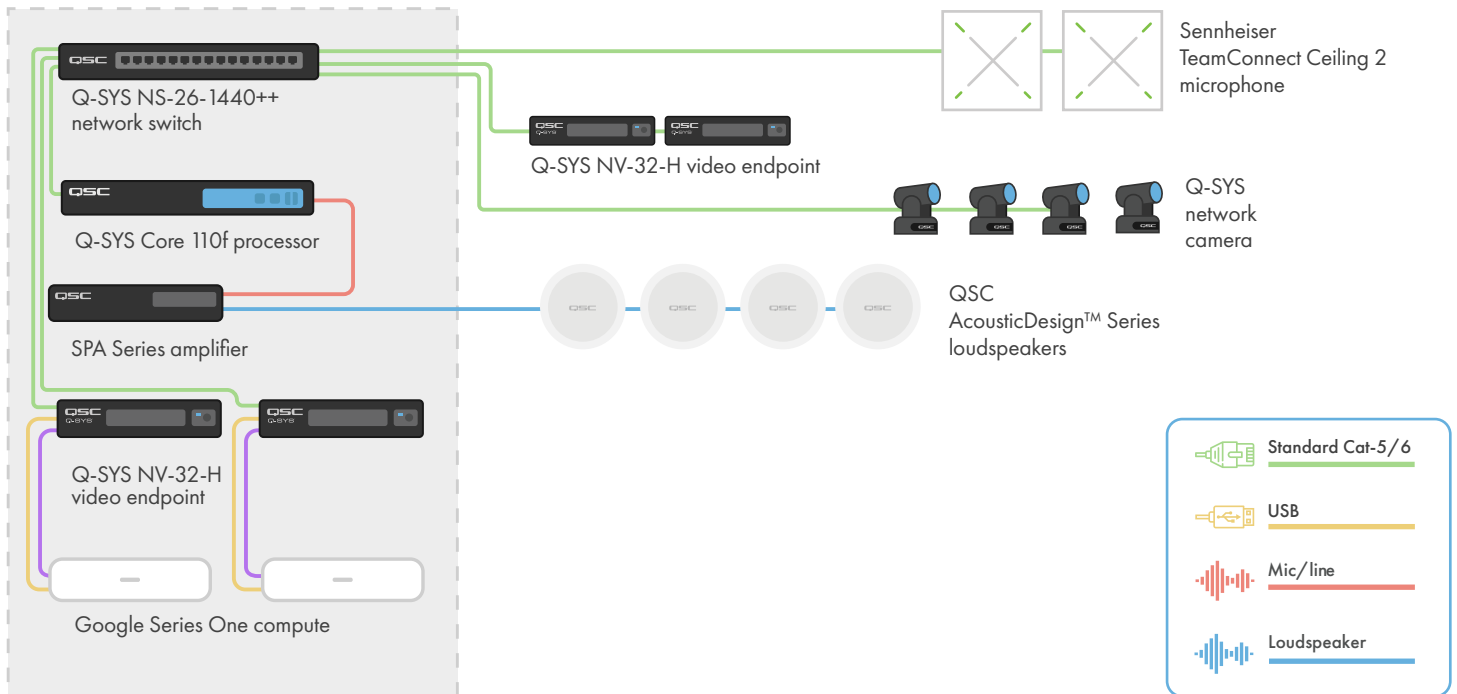 QSC
Q-SYS NS-26-1440++
network switch
QSC
Q-SYS Core 110f processor
QSC
SPA Series amplifier
QSC
Q-SYS
QSC
Q-SYS
Q-SYS NV-32-H
video endpoint
Google Series One compute
Sennheiser
TeamConnect Ceiling 2
microphone
QSC
Q-SYS
QSC
Q-SYS
Q-SYS NV-32-H video endpoint
QSC
QSC
QSC
QSC
Q-SYS
network
camera
QSC
QSC
QSC
QSC
QSC
AcousticDesign™ Series
loudspeakers
Standard Cat-5/6
USB
Mic/line
Loudspeaker